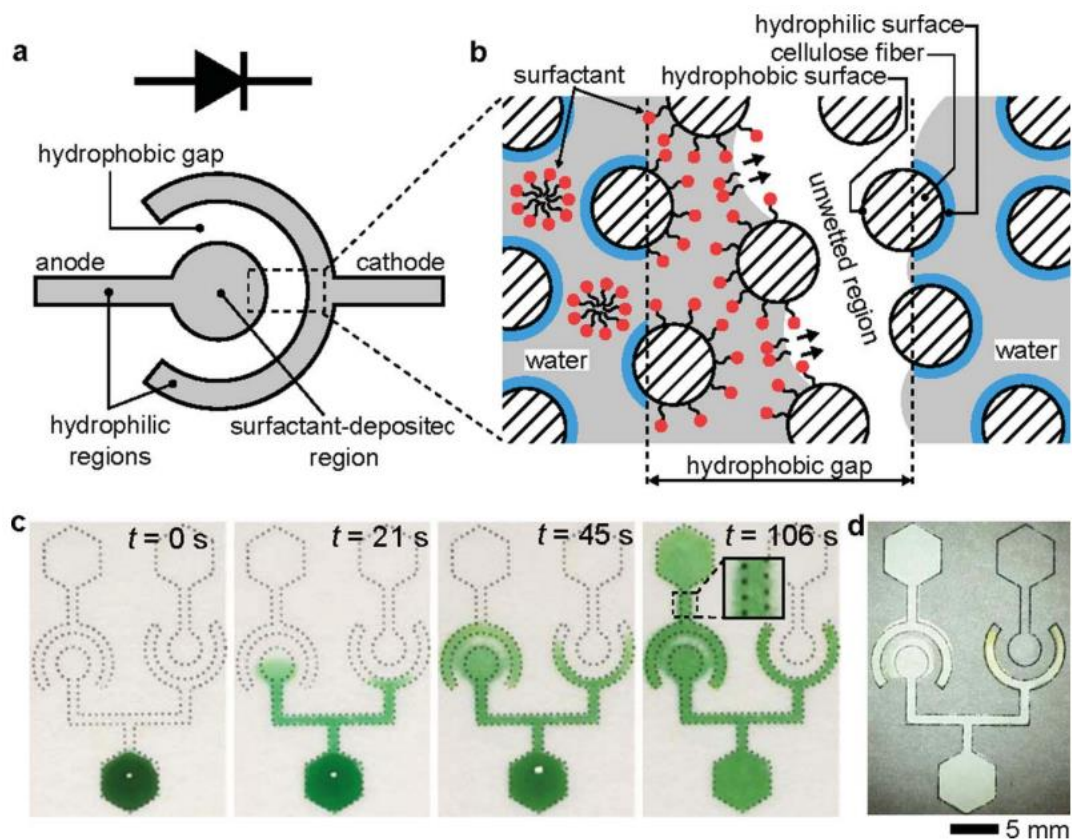 a
hydrophobic gap
anode
cathode
hydrophilic
regions
surfactant-deposited
region
b
surfactant
hydrophilic surface
cellulose fiber
hydrophobic surface
unwetted region
water
water
hydrophobic gap
c
t = 0 s
t = 21 s
t = 45 s
t = 106 s
d
5 mm